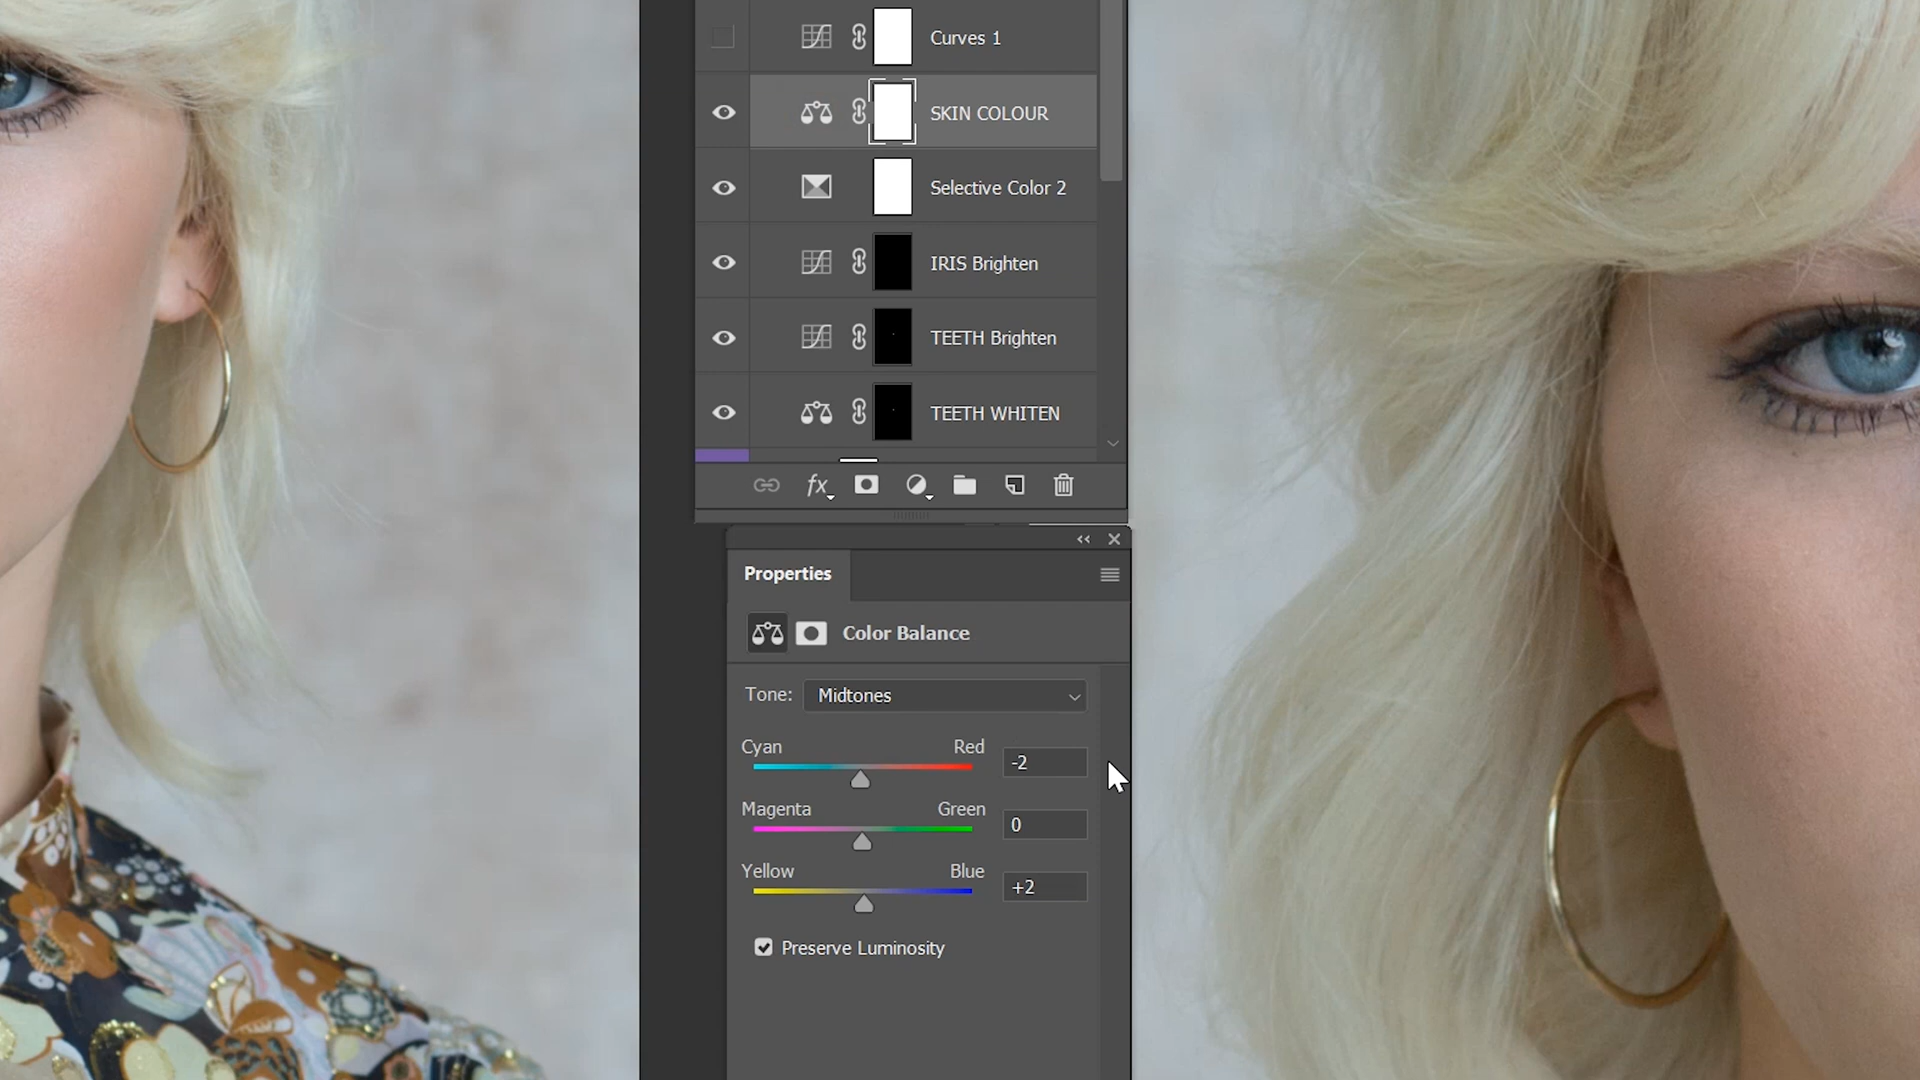 Curves 1
SKIN COLOUR
Selective Color 2
IRIS Brighten
TEETH Brighten
TEETH WHITEN
fx
Properties
Color Balance
Tone: Midtones
Cyan Red -2
Magenta Green 0
Yellow Blue +2
Preserve Luminosity